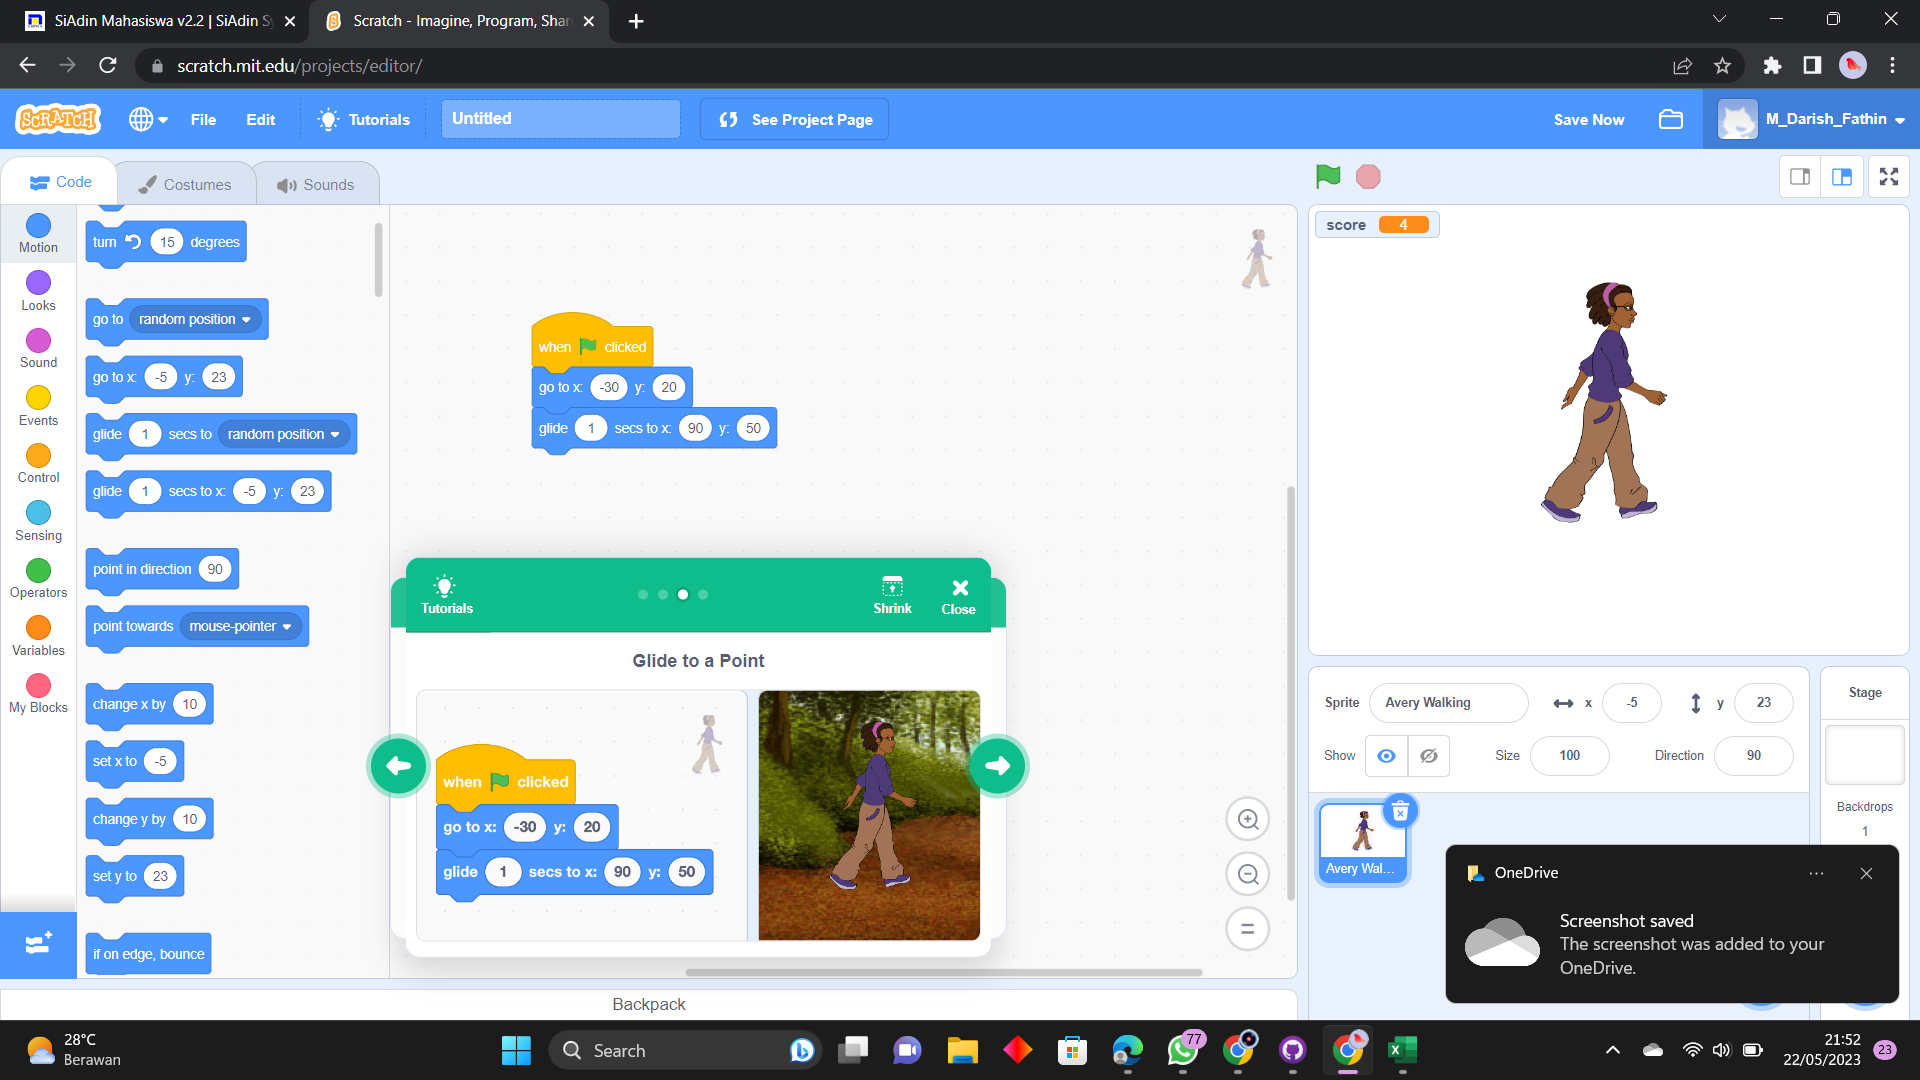 SiAdin Mahasiswa v2.2 | SiAdin S
Scratch - Imagine, Program, Shar
scratch.mit.edu/projects/editor/
SCRATCH
File
Edit
Tutorials
Untitled
See Project Page
Save Now
M_Darish_Fathin
Code
Costumes
Sounds
Motion
Looks
Sound
Events
Control
Sensing
Operators
Variables
My Blocks
turn 15 degrees
go to random position
go to x: -5 y: 23
glide 1 secs to random position
glide 1 secs to x: -5 y: 23
point in direction 90
point towards mouse-pointer
change x by 10
set x to -5
change y by 10
set y to 23
if on edge, bounce
when clicked
go to x: -30 y: 20
glide 1 secs to x: 90 y: 50
Tutorials
Shrink
Close
Glide to a Point
when clicked
go to x: -30 y: 20
glide 1 secs to x: 90 y: 50
Backpack
score 4
Sprite Avery Walking x -5 y 23
Show Size 100 Direction 90
Avery Wal...
Stage
Backdrops
1
OneDrive
Screenshot saved
The screenshot was added to your
OneDrive.
28°C
Berawan
Search
77
21:52
22/05/2023
23